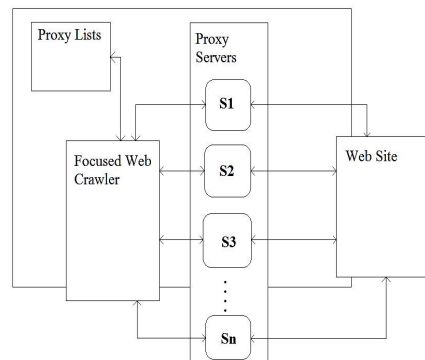 Proxy Lists
Proxy
Servers
S1
Focused Web
Crawler
S2
Web Site
S3
Sn